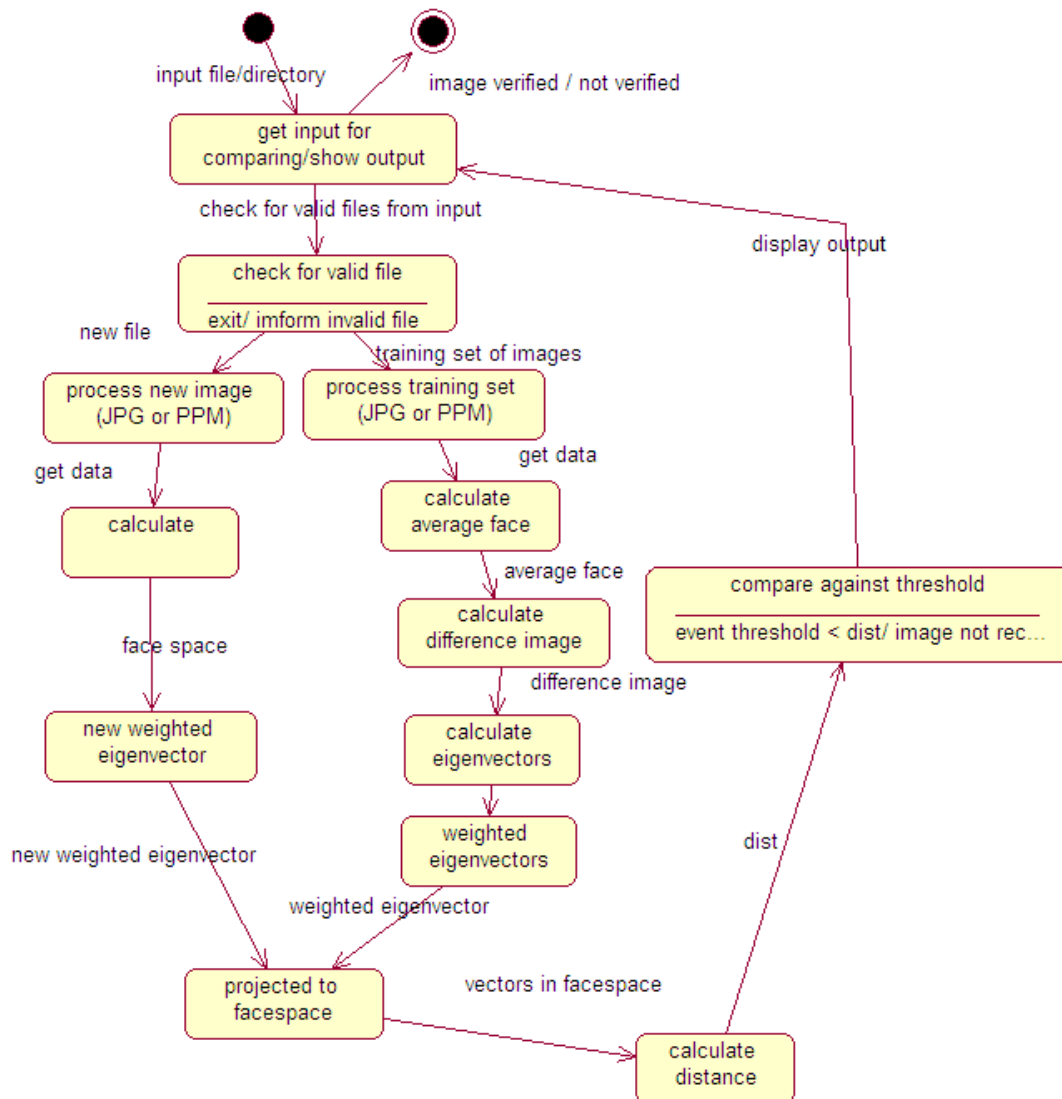 input file/directory
image verified / not verified
get input for
comparing/show output
check for valid files from input
display output
check for valid file
exit/ imform invalid file
new file
training set of images
process new image
(JPG or PPM)
process training set
(JPG or PPM)
get data
get data
calculate
calculate
average face
average face
compare against threshold
event threshold < dist/ image not rec...
calculate
difference image
face space
difference image
new weighted
eigenvector
calculate
eigenvectors
weighted
eigenvectors
dist
new weighted eigenvector
weighted eigenvector
projected to
facespace
vectors in facespace
calculate
distance